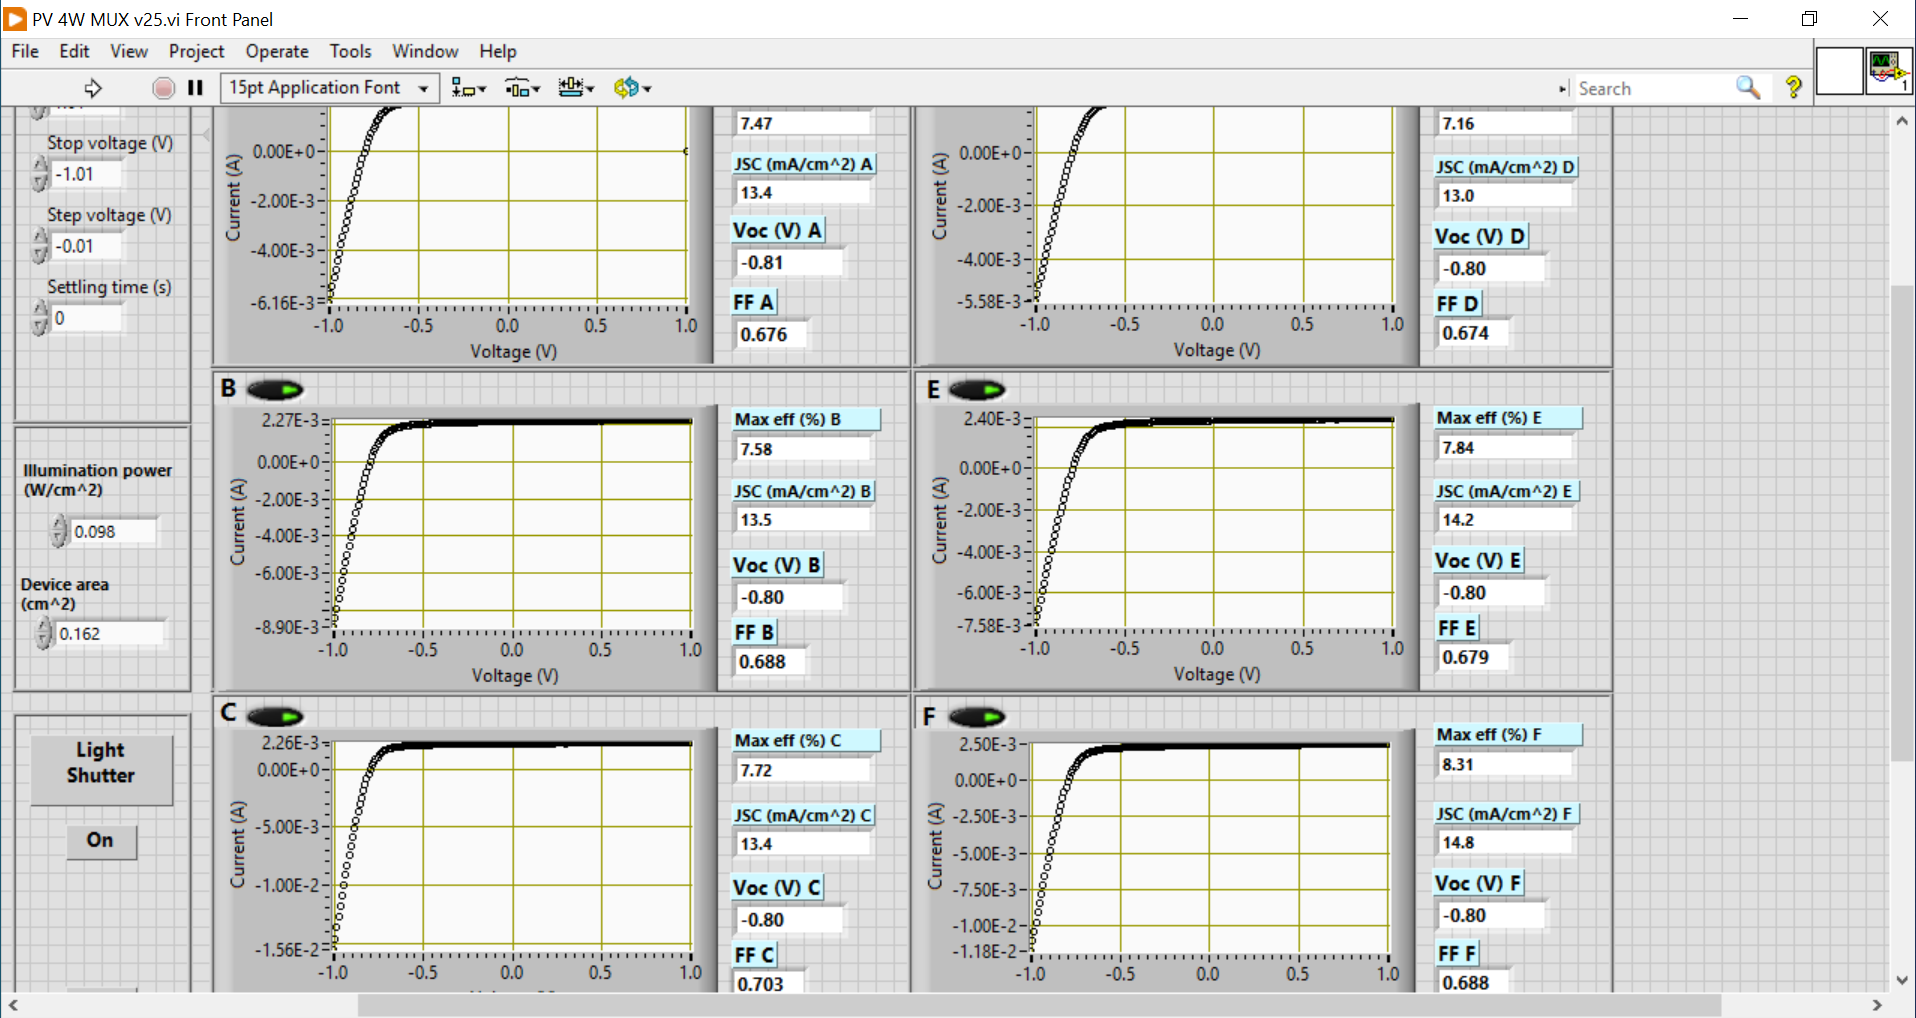 PV 4W MUX v25.vi Front Panel
File Edit View Project Operate Tools Window Help
15pt Application Font
Search
1
Stop voltage (V)
-1.01
Step voltage (V)
-0.01
Settling time (s)
0
Illumination power
(W/cm^2)
0.098
Device area
(cm^2)
0.162
Light
Shutter
On
Current (A)
0.00E+0
-2.00E-3
-4.00E-3
-6.16E-3
-1.0 -0.5 0.0 0.5 1.0
Voltage (V)
7.47
JSC (mA/cm^2) A
13.4
Voc (V) A
-0.81
FF A
0.676
Current (A)
0.00E+0
-2.00E-3
-4.00E-3
-5.58E-3
-1.0 -0.5 0.0 0.5 1.0
Voltage (V)
7.16
JSC (mA/cm^2) D
13.0
Voc (V) D
-0.80
FF D
0.674
B
Current (A)
2.27E-3
0.00E+0
-2.00E-3
-4.00E-3
-6.00E-3
-8.90E-3
-1.0 -0.5 0.0 0.5 1.0
Voltage (V)
Max eff (%) B
7.58
JSC (mA/cm^2) B
13.5
Voc (V) B
-0.80
FF B
0.688
E
Current (A)
2.40E-3
0.00E+0
-2.00E-3
-4.00E-3
-6.00E-3
-7.58E-3
-1.0 -0.5 0.0 0.5 1.0
Voltage (V)
Max eff (%) E
7.84
JSC (mA/cm^2) E
14.2
Voc (V) E
-0.80
FF E
0.679
C
Current (A)
2.26E-3
0.00E+0
-5.00E-3
-1.00E-2
-1.56E-2
-1.0 -0.5 0.0 0.5 1.0
Max eff (%) C
7.72
JSC (mA/cm^2) C
13.4
Voc (V) C
-0.80
FF C
0.703
F
Current (A)
2.50E-3
0.00E+0
-2.50E-3
-5.00E-3
-7.50E-3
-1.00E-2
-1.18E-2
-1.0 -0.5 0.0 0.5 1.0
Max eff (%) F
8.31
JSC (mA/cm^2) F
14.8
Voc (V) F
-0.80
FF F
0.688